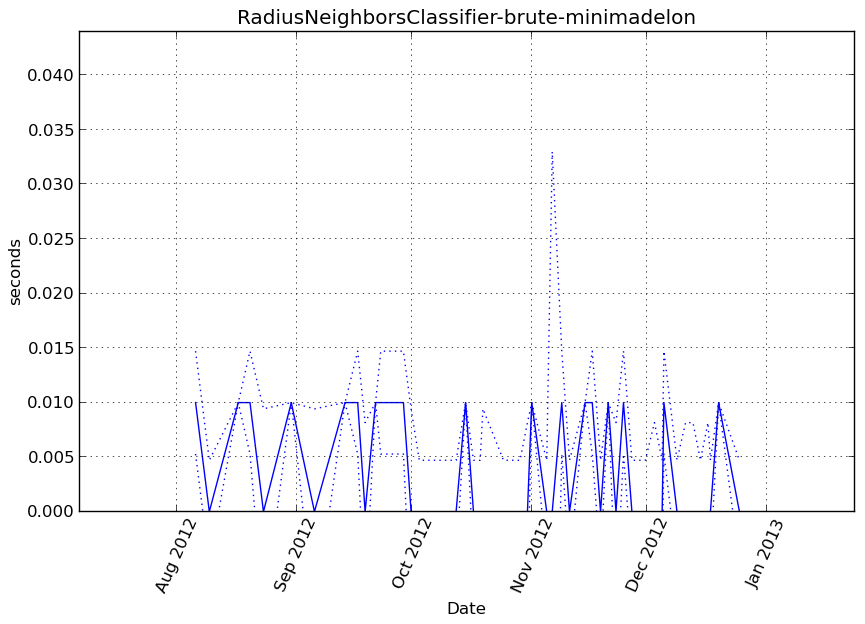 RadiusNeighborsClassifier-brute-minimadelon
0.040
0.035
0.030
0.025
0.020
0.015
0.010
0.005
0.000
seconds
Aug 2012
Sep 2012
Oct 2012
Nov 2012
Dec 2012
Jan 2013
Date